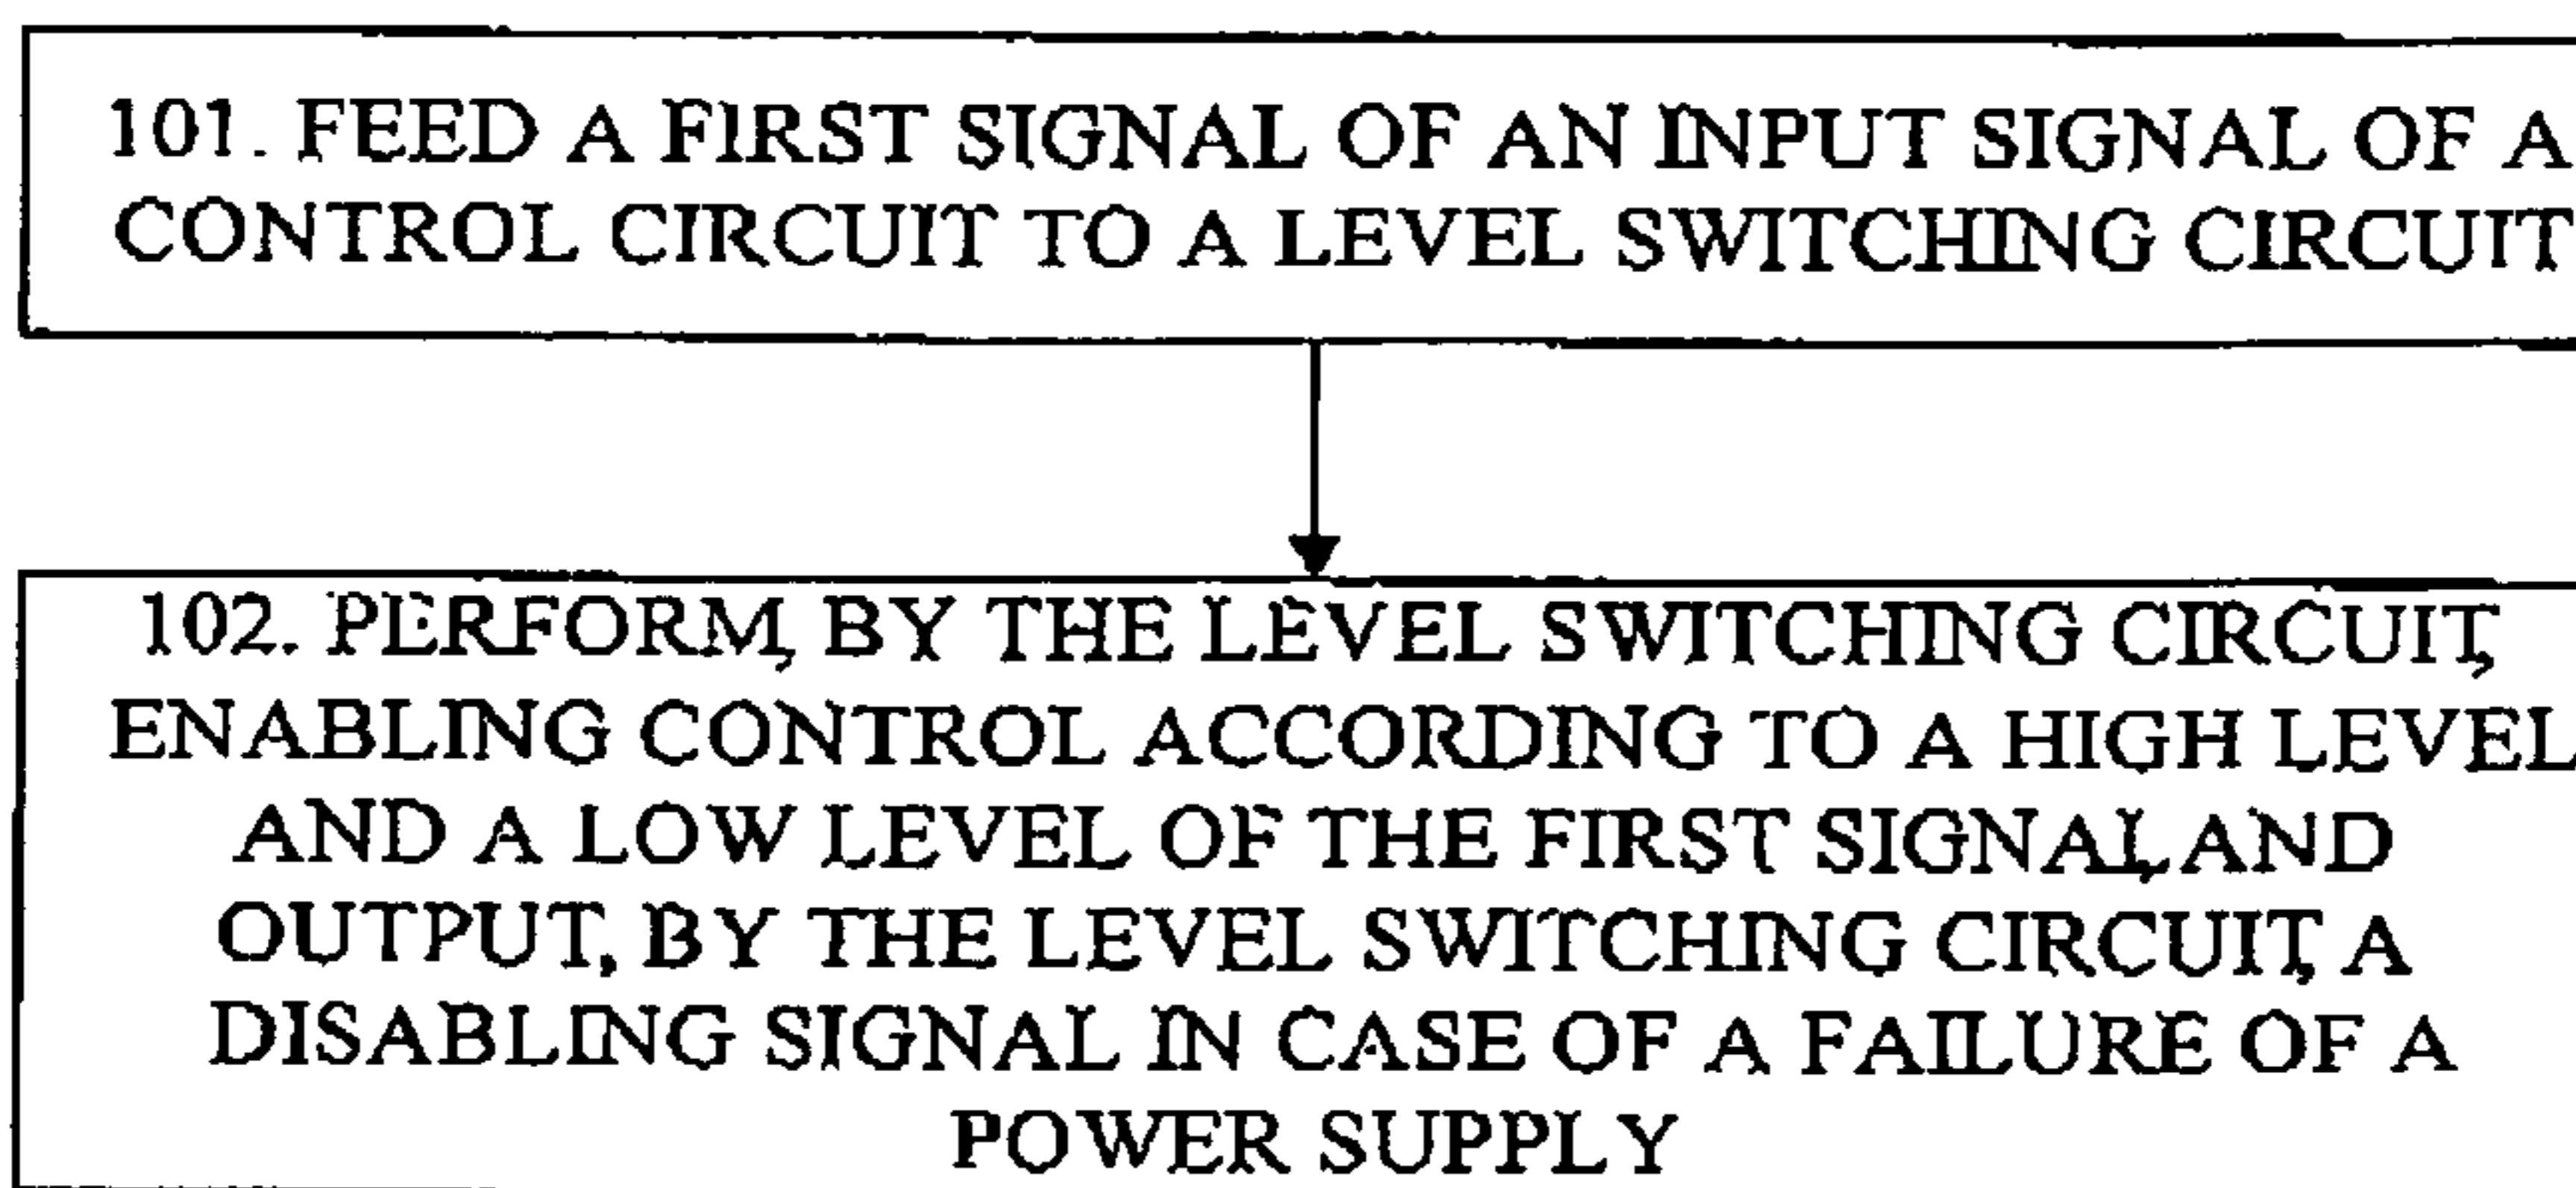 101. FEED A FIRST SIGNAL OF AN INPUT SIGNAL OF A
CONTROL CIRCUIT TO A LEVEL SWITCHING CIRCUIT
102. PERFORM, BY THE LEVEL SWITCHING CIRCUIT,
ENABLING CONTROL ACCORDING TO A HIGH LEVEL
AND A LOW LEVEL OF THE FIRST SIGNAL, AND
OUTPUT, BY THE LEVEL SWITCHING CIRCUIT, A
DISABLING SIGNAL IN CASE OF A FAILURE OF A
POWER SUPPLY